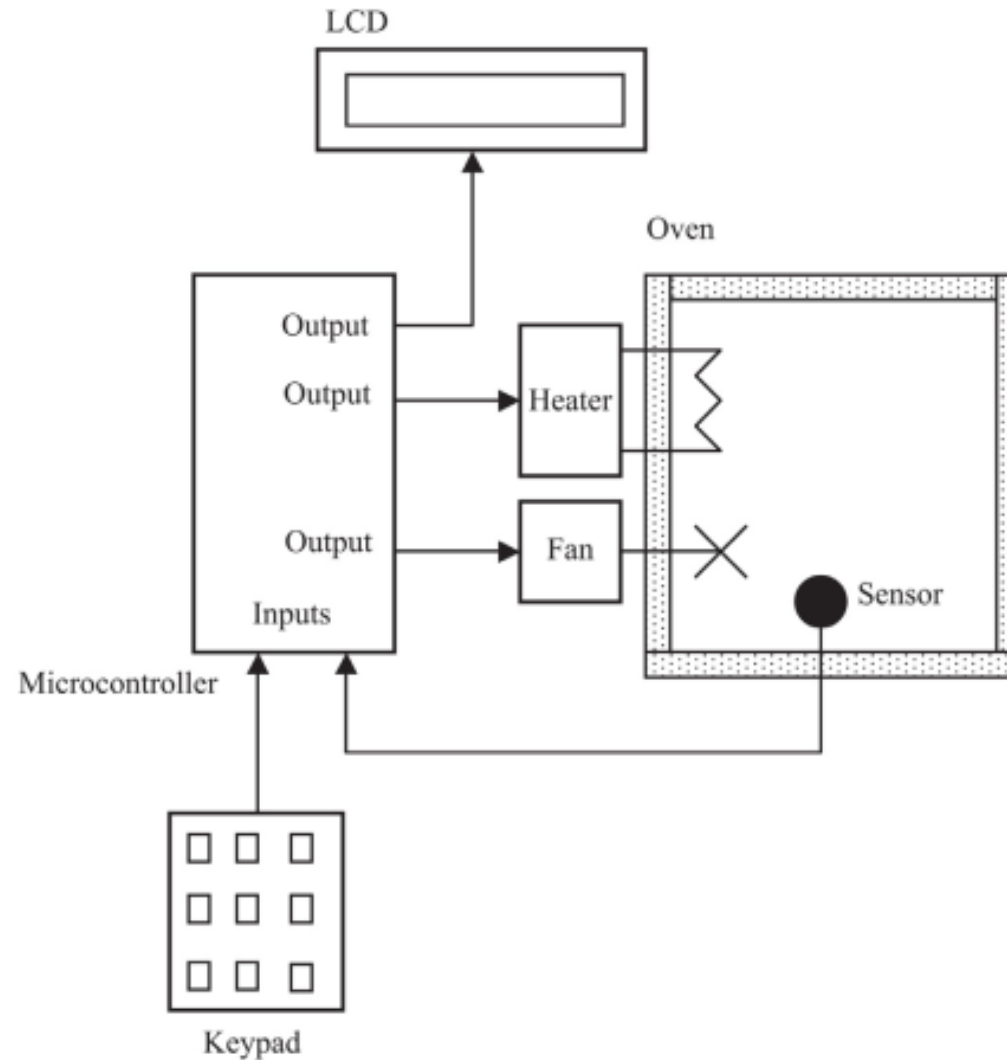 LCD
Oven
Output
Output
Heater
Output
Fan
Sensor
Inputs
Microcontroller
Keypad